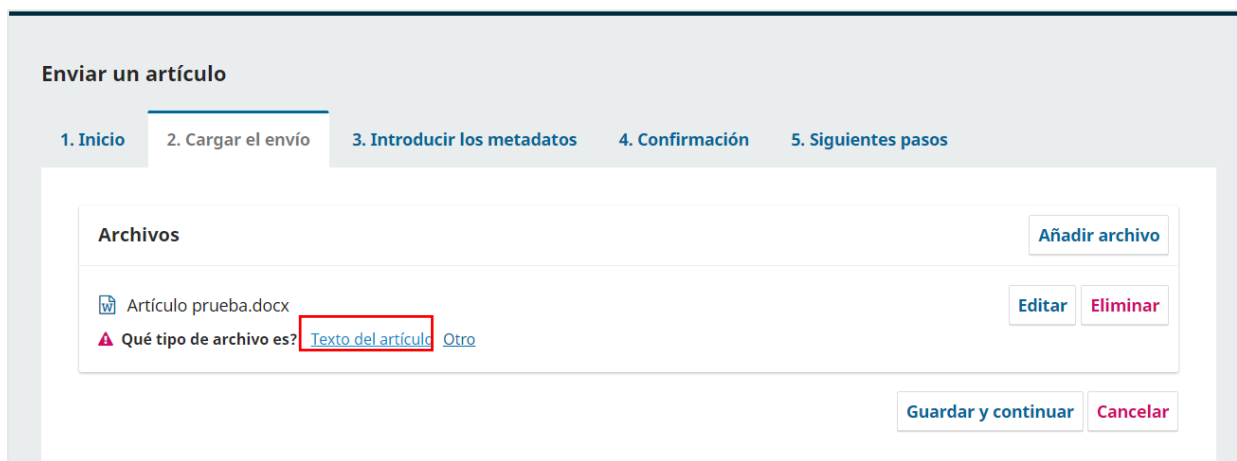 Enviar un artículo
1. Inicio 2. Cargar el envío 3. Introducir los metadatos 4. Confirmación 5. Siguientes pasos
Archivos Añadir archivo
Artículo prueba.docx Editar Eliminar
Qué tipo de archivo es? Texto del artículo Otro
Guardar y continuar Cancelar